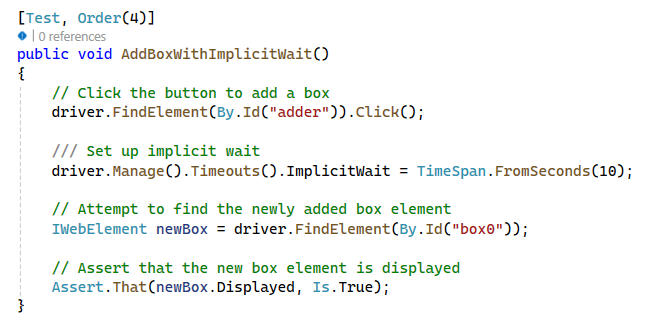 [Test, Order(4)]
| 0 references
public void AddBoxWithImplicitWait()
{
// Click the button to add a box
driver.FindElement(By.Id("adder")).Click();
/// Set up implicit wait
driver.Manage().Timeouts().ImplicitWait = TimeSpan.FromSeconds(10);
// Attempt to find the newly added box element
IWebElement newBox = driver.FindElement(By.Id("box0"));
// Assert that the new box element is displayed
Assert.That(newBox.Displayed, Is.True);
}